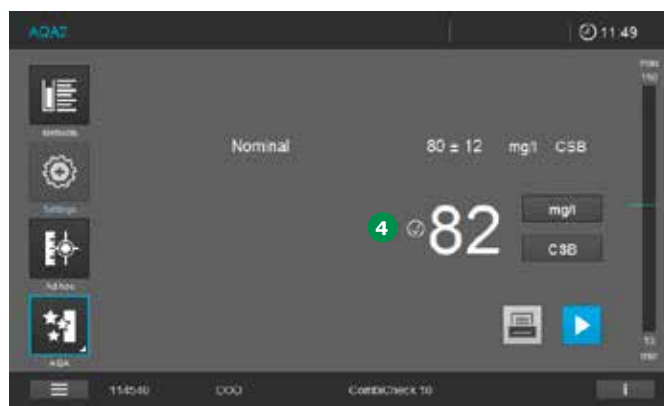 AQA2
11:49
max
150
Methods
Nominal 80 ± 12 mg/l CSB
Settings
4 82 mg/l
CSB
Ad hoc
10
min
AQA
114540 COD CombiCheck 10 i